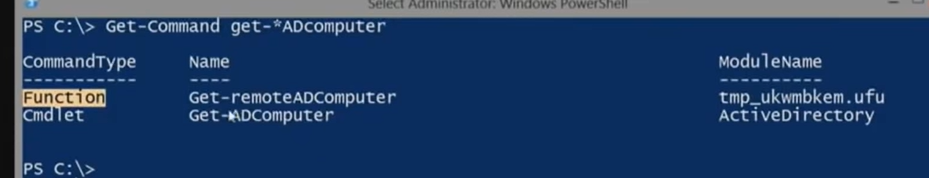 Select Administrator: Windows PowerShell
PS C:\> Get-Command get-*ADcomputer
CommandType Name ModuleName
----------- ---- ----------
Function Get-remoteADComputer tmp_ukwmbkem.ufu
Cmdlet Get-ADComputer ActiveDirectory
PS C:\>